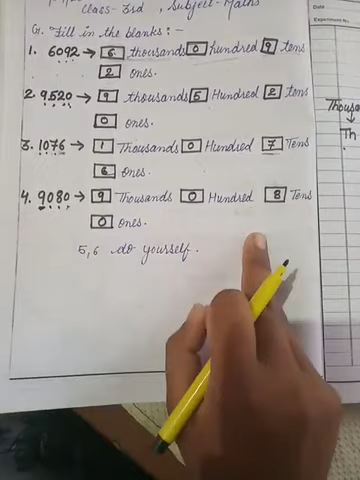 Class-3rd, Subject-Maths
G. Fill in the blanks:-
1. 6092 → 6 thousands 0 hundred 9 tens
2 ones.
2. 9520 → 9 thousands 5 Hundred 2 tens
0 ones.
3. 1076 → 1 Thousands 0 Hundred 7 Tens
6 ones.
4. 9080 → 9 Thousands 0 Hundred 8 Tens
0 ones.
5,6 do yourself.
Date
Experiment No.
Th